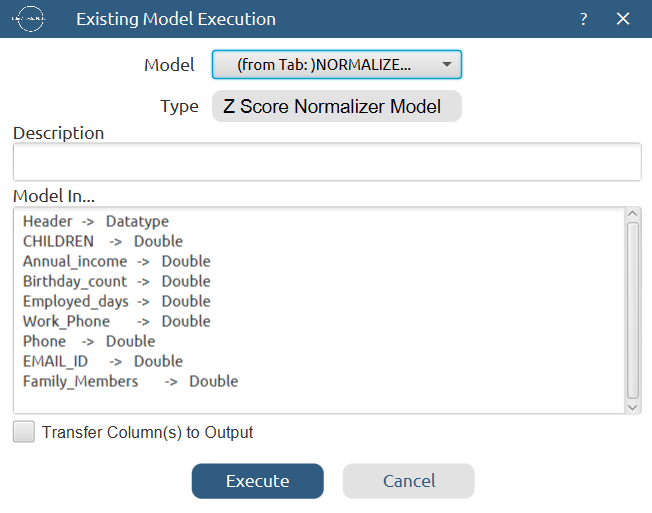 Existing Model Execution ?
Model (from Tab: )NORMALIZE...
Type Z Score Normalizer Model
Description
Model In...
Header -> Datatype
CHILDREN -> Double
Annual_income -> Double
Birthday_count -> Double
Employed_days -> Double
Work_Phone -> Double
Phone -> Double
EMAIL_ID -> Double
Family_Members -> Double
Transfer Column(s) to Output
Execute Cancel